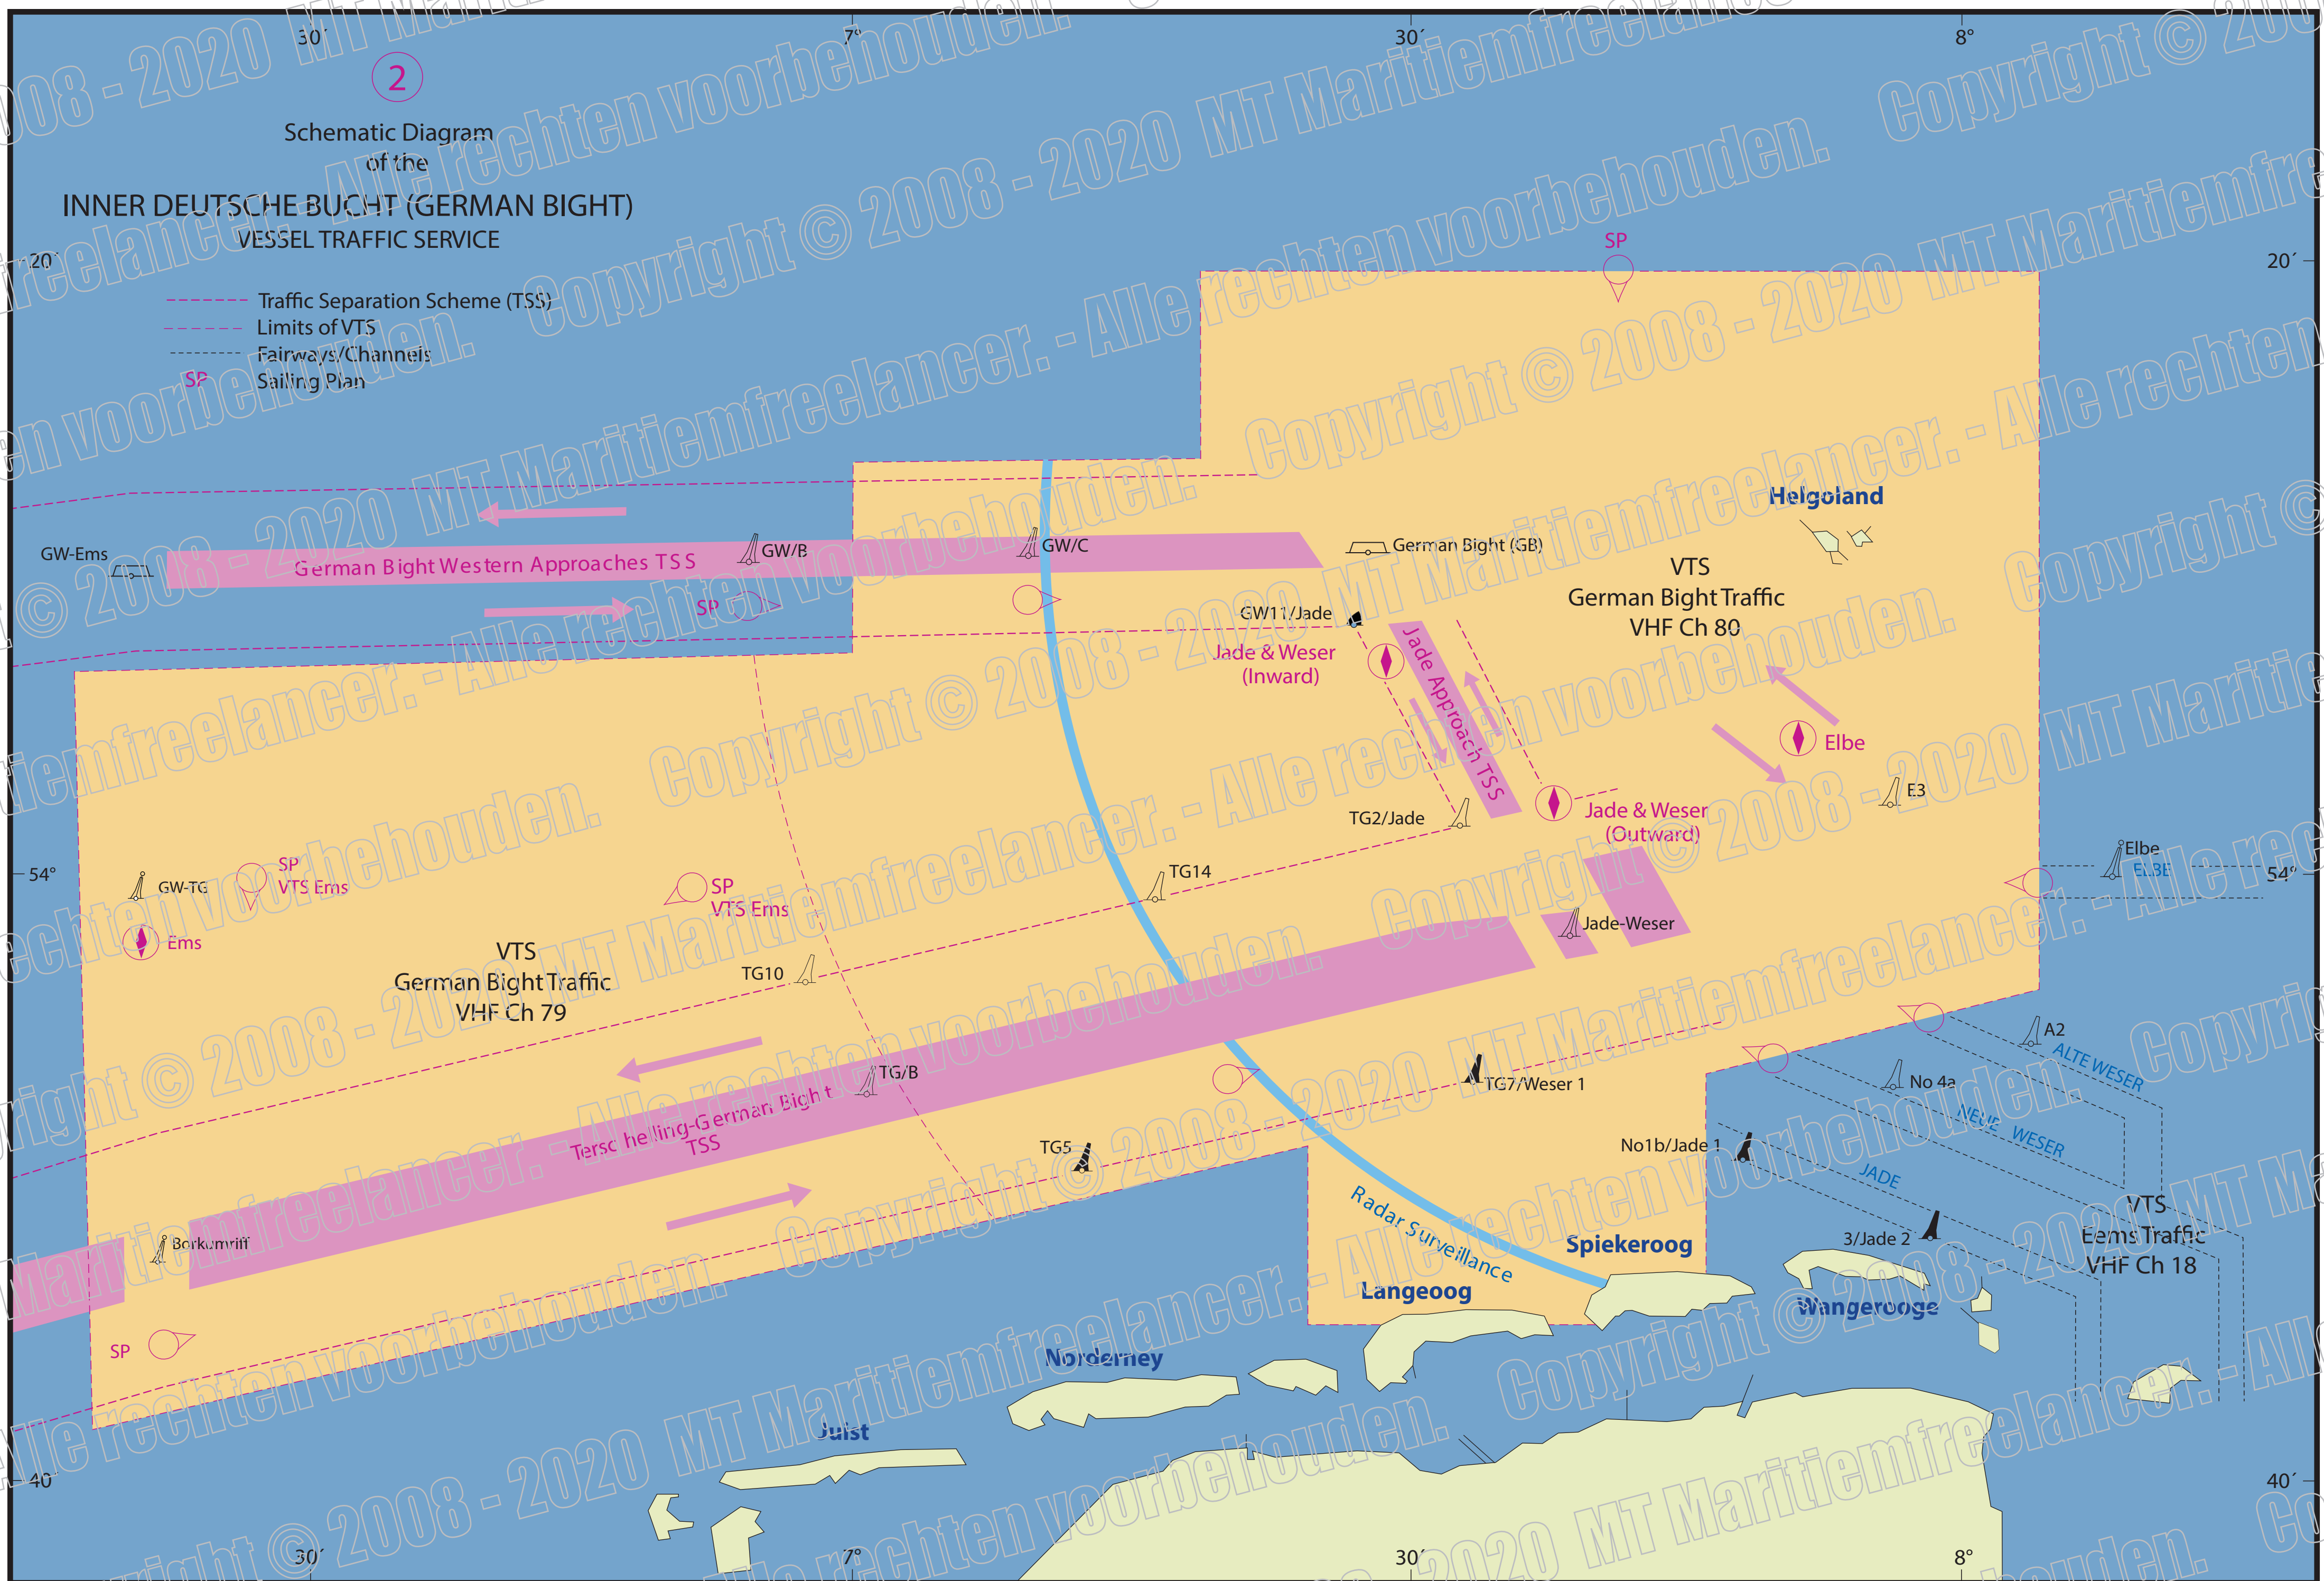 30´
7°
30´
8°
2
Schematic Diagram
of the
INNER DEUTSCHE BUCHT (GERMAN BIGHT)
VESSEL TRAFFIC SERVICE
Traffic Separation Scheme (TSS)
Limits of VTS
Fairways/Channels
SP Sailing Plan
20´
20´
SP
Helgoland
GW-Ems
German Bight Western Approaches TSS
GW/B
GW/C
German Bight (GB)
SP
GW11/Jade
VTS
German Bight Traffic
VHF Ch 80
Jade & Weser
(Inward)
Jade Approach TSS
Elbe
E3
TG2/Jade
Jade & Weser
(Outward)
Elbe
ELBE
54°
54°
GW-TG
SP
VTS Ems
SP
VTS Ems
TG14
Ems
Jade-Weser
VTS
German Bight Traffic
VHF Ch 79
TG10
TG/B
Terschelling-German Bight
TSS
TG5
TG7/Weser 1
A2
ALTE WESER
No 4a
NEUE WESER
No1b/Jade 1
JADE
3/Jade 2
VTS
Eems Traffic
VHF Ch 18
Borkumriff
Radar Surveillance
Spiekeroog
Langeoog
Wangerooge
SP
Norderney
Juist
40´
40´
30´
7°
30´
8°
Copyright © 2008 - 2020 MT Maritiemfreelancer. - Alle rechten voorbehouden.